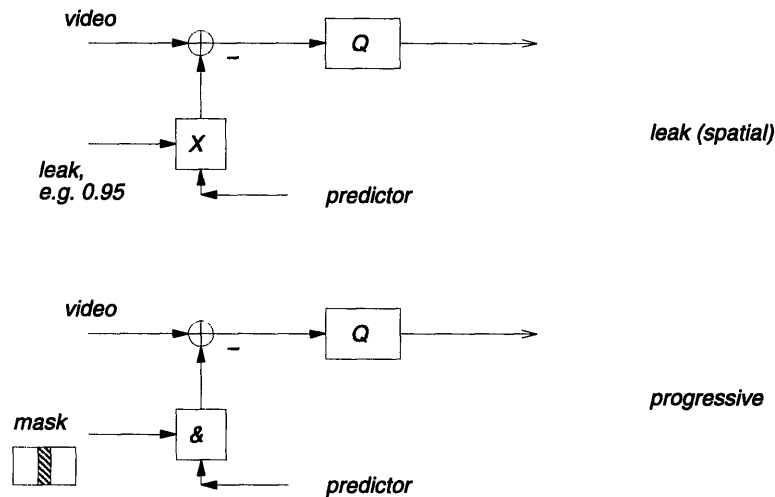 video
−
Q
X
leak (spatial)
leak,
e.g. 0.95
predictor
video
−
Q
progressive
mask
&
predictor